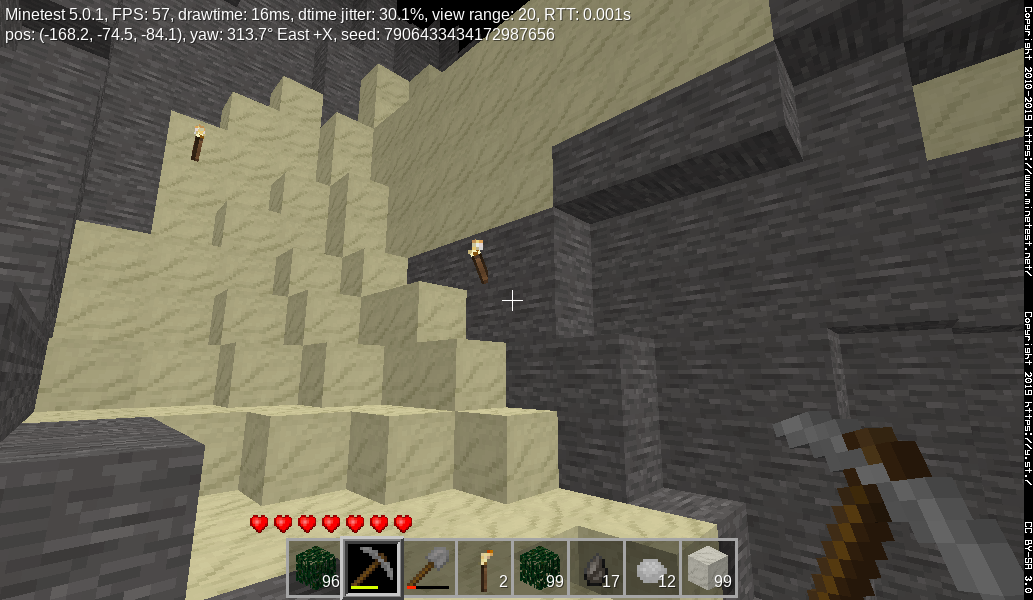 Minetest 5.0.1, FPS: 57, drawtime: 16ms, dtime jitter: 30.1%, view range: 20, RTT: 0.001s
pos: (-168.2, -74.5, -84.1), yaw: 313.7° East +X, seed: 7906433434172987656
96
2
99
17
12
99
Copyright 2010-2019 https://www.minetest.net/
Copyright 2019 https://y.st./
CC BY-SA 3.0